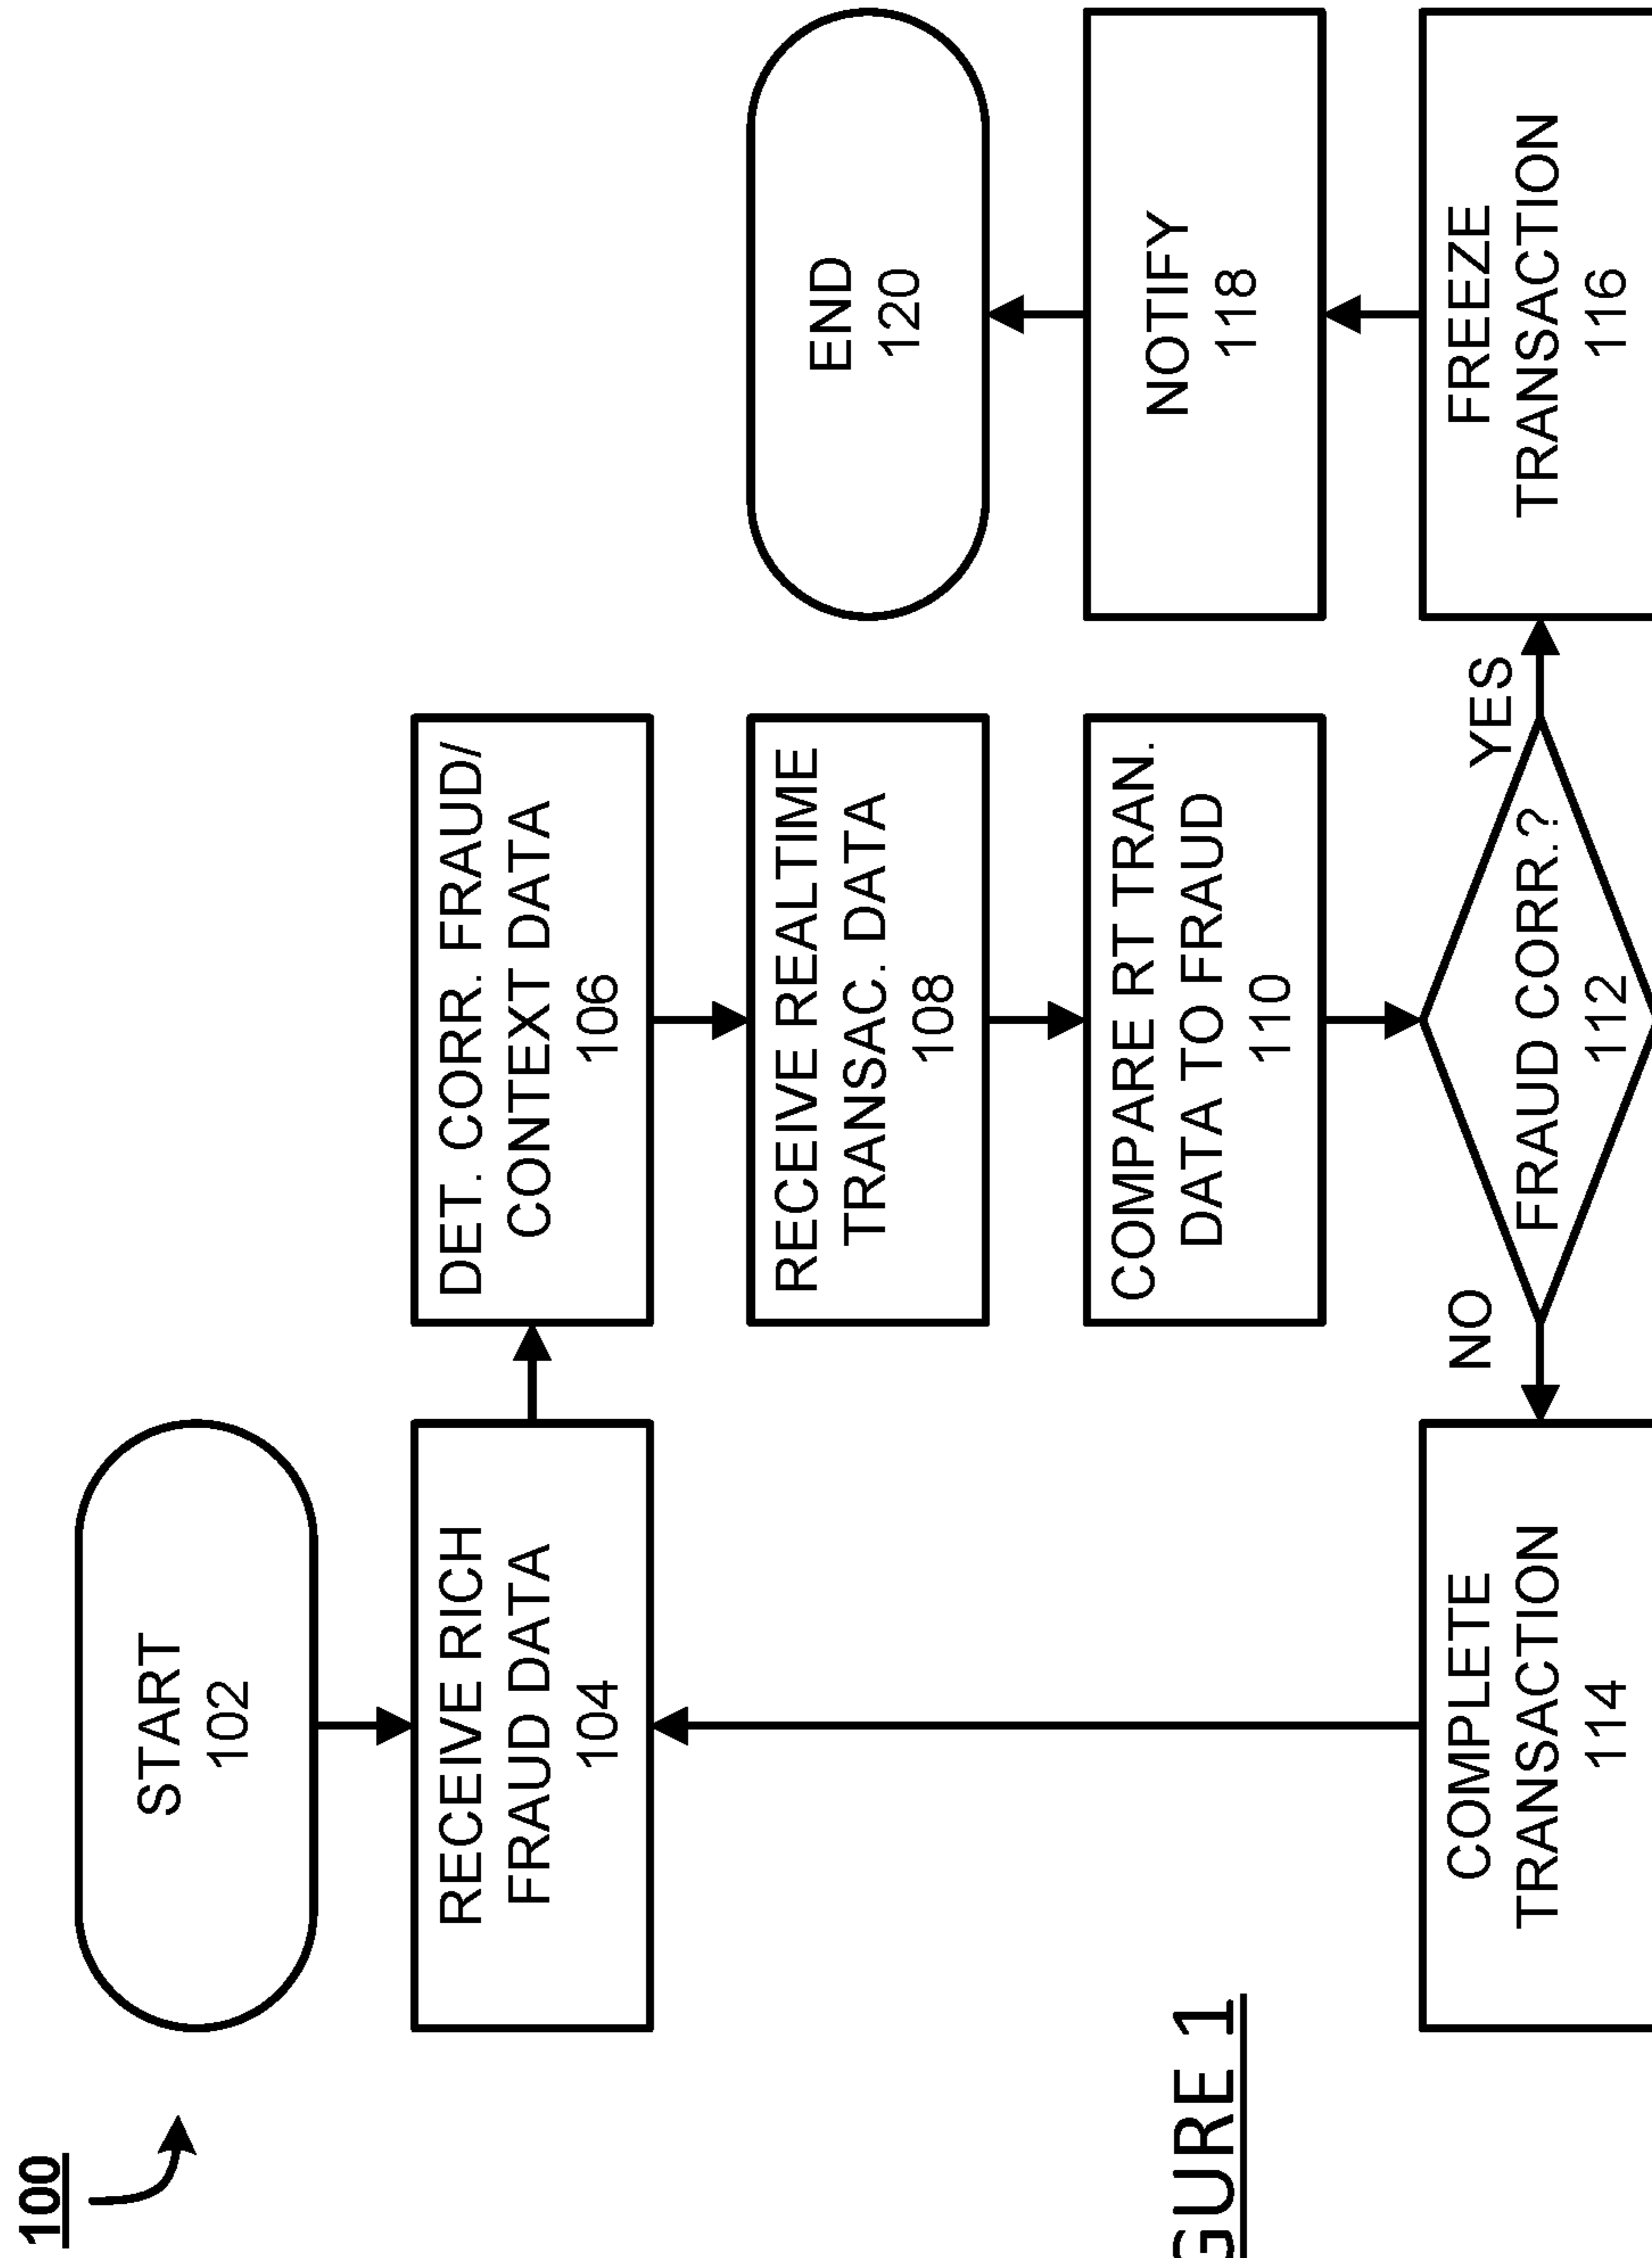 100
START
102
RECEIVE RICH
FRAUD DATA
104
DET. CORR. FRAUD/
CONTEXT DATA
106
RECEIVE REALTIME
TRANSAC. DATA
108
COMPARE RT TRAN.
DATA TO FRAUD
110
FRAUD CORR.?
112
NO
YES
COMPLETE
TRANSACTION
114
FREEZE
TRANSACTION
116
NOTIFY
118
END
120
GURE 1